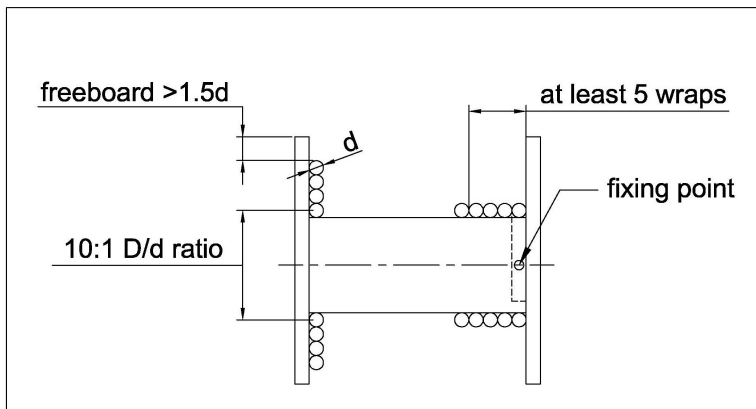 freeboard >1.5d
at least 5 wraps
d
fixing point
10:1 D/d ratio